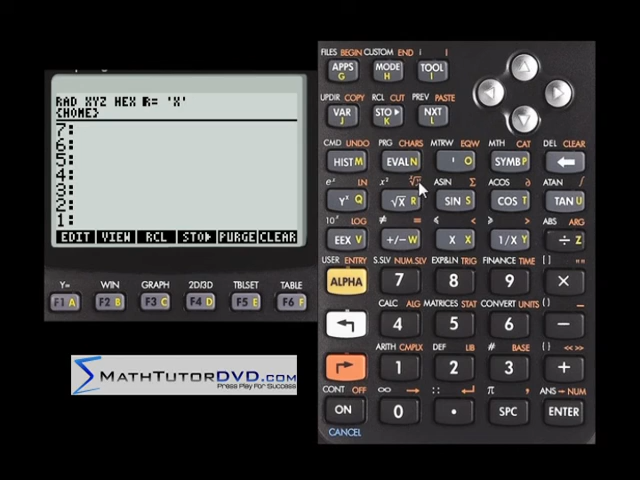 RAD XYZ HEX R= 'X'
{HOME}
7:
6:
5:
4:
3:
2:
1:
EDIT VIEW RCL STO▶ PURGE CLEAR
Y= WIN GRAPH 2D/3D TBLSET TABLE
F1 A F2 B F3 C F4 D F5 E F6 F
MATHTUTORDVD.COM
Press Play For Success
FILES BEGIN CUSTOM END i I
APPS G MODE H TOOL I
UPDIR COPY RCL CUT PREV PASTE
VAR J STO▶ K NXT L
CMD UNDO PRG CHARS MTRW EQW MTH CAT DEL CLEAR
HIST M EVAL N ' O SYMB P
eˣ LN x² ASIN Σ ACOS ∂ ATAN ∫
Yˣ Q √X R SIN S COS T TAN U
10ˣ LOG ≠ = ≤ < ≥ > ABS ARG
EEX V +/− W X X 1/X Y ÷ Z
USER ENTRY S.SLV NUM.SLV EXP&LN TRIG FINANCE TIME [ ] " "
ALPHA 7 8 9 ×
CALC ALG MATRICES STAT CONVERT UNITS ( ) _
4 5 6 −
ARITH CMPLX DEF LIB # BASE { } «»
1 2 3 +
CONT OFF ∞ → : : ↵ π , ANS →NUM
ON 0 . SPC ENTER
CANCEL